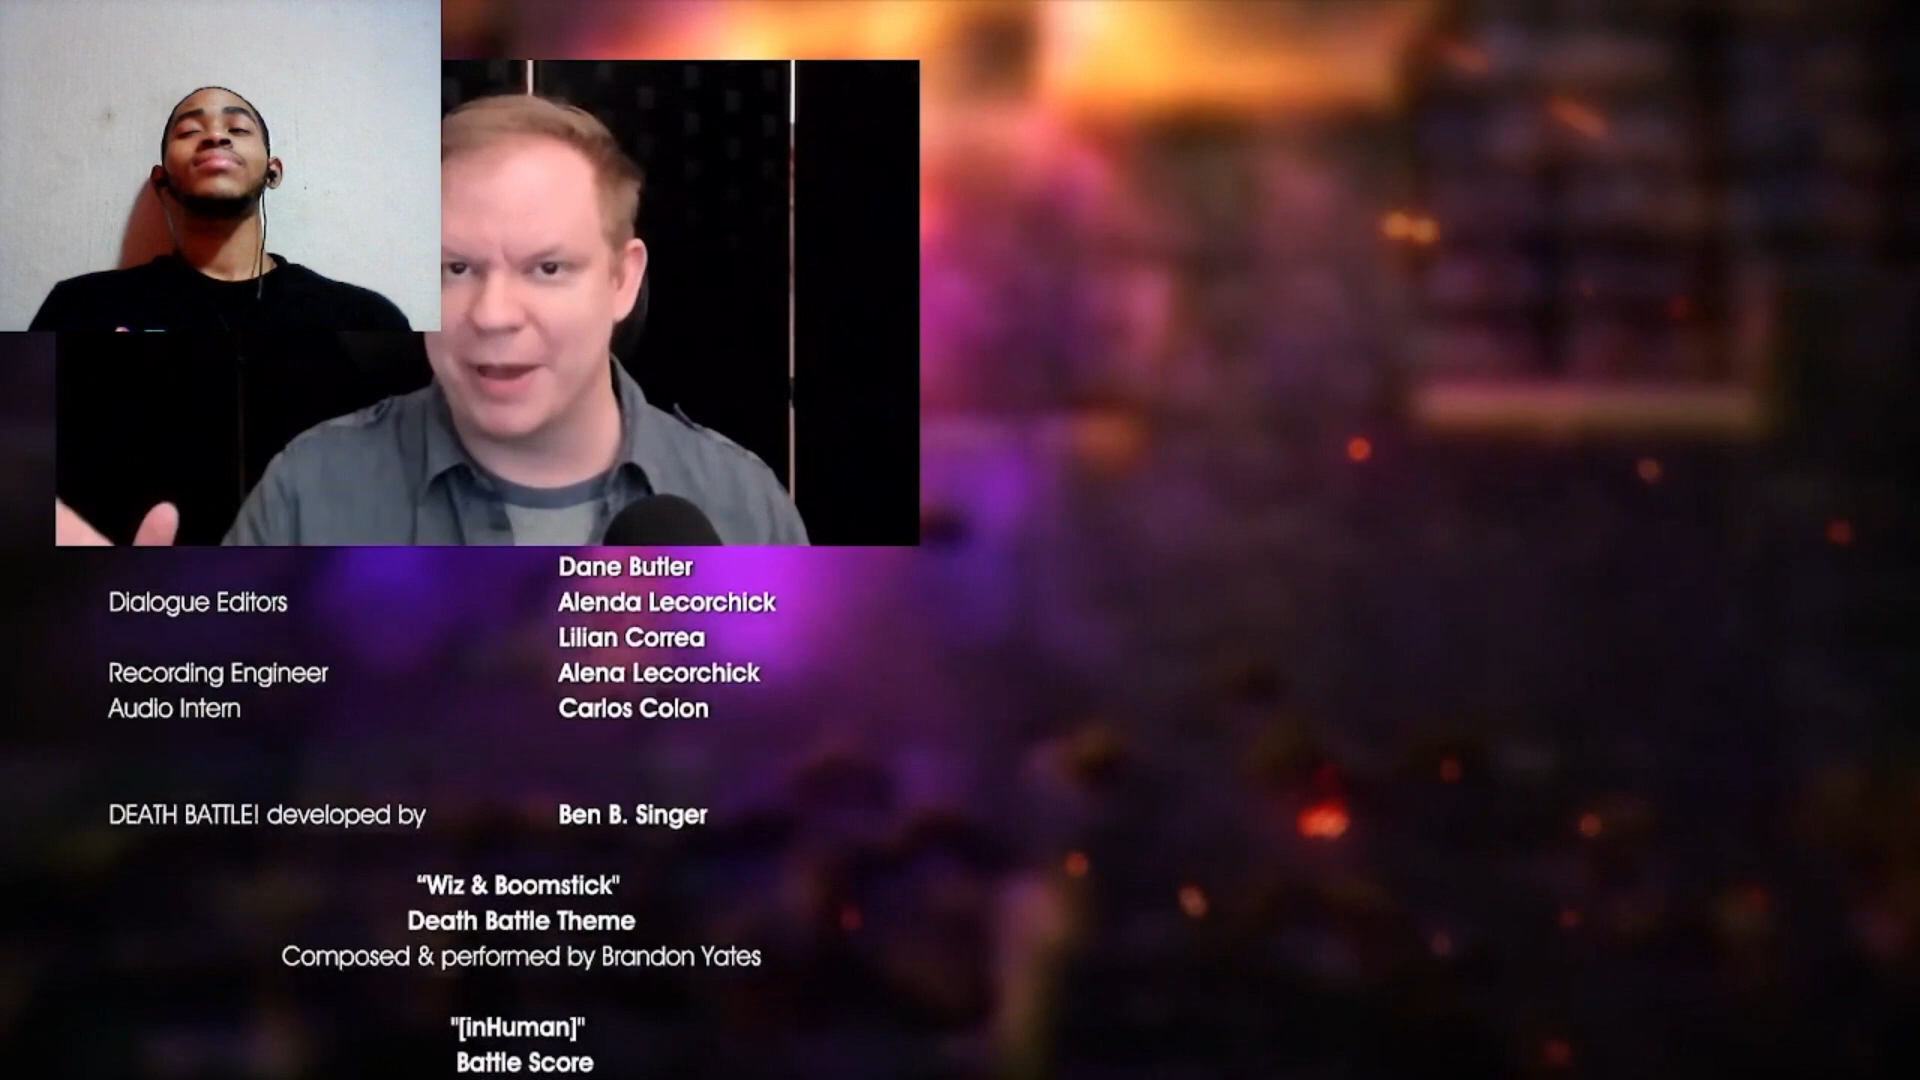 Dane Butler
Dialogue Editors Alenda Lecorchick
Lilian Correa
Recording Engineer Alena Lecorchick
Audio Intern Carlos Colon
DEATH BATTLE! developed by Ben B. Singer
“Wiz & Boomstick"
Death Battle Theme
Composed & performed by Brandon Yates
"[inHuman]"
Battle Score